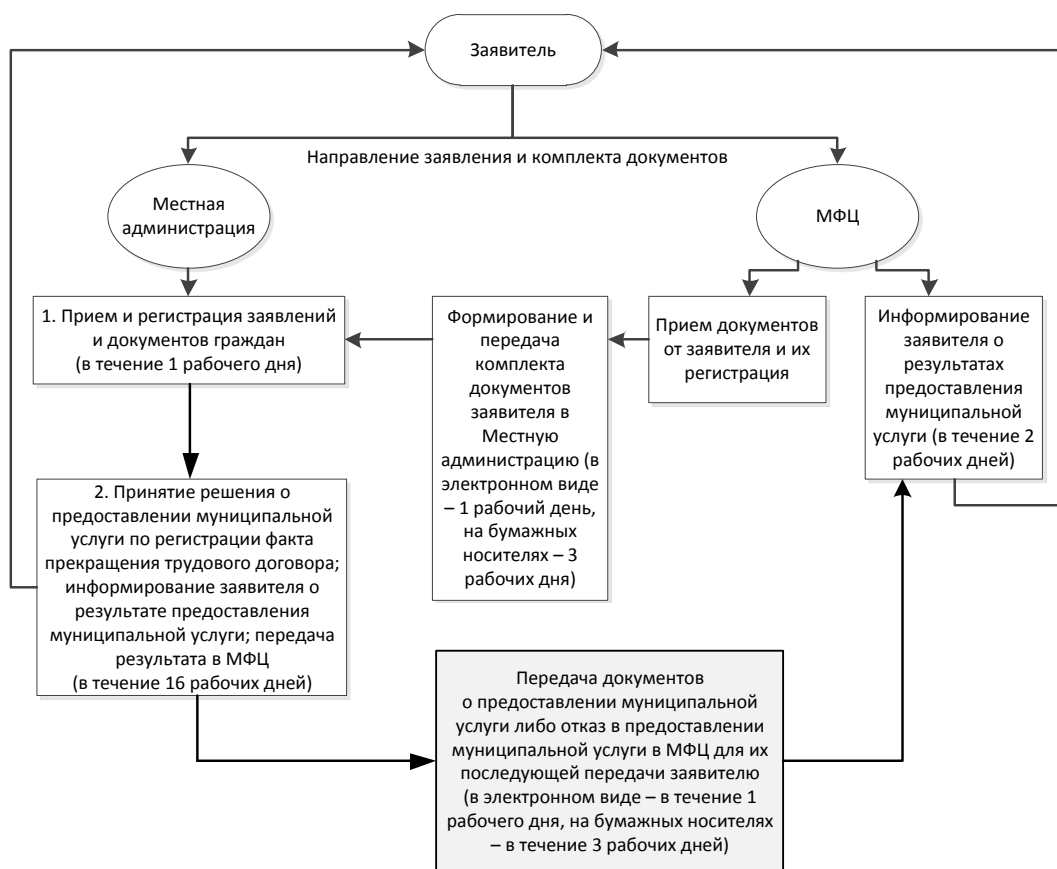 Заявитель
Направление заявления и комплекта документов
Местная
администрация
МФЦ
1. Прием и регистрация заявлений
и документов граждан
(в течение 1 рабочего дня)
Формирование и
передача
комплекта
документов
заявителя в
Местную
администрацию (в
электронном виде
– 1 рабочий день,
на бумажных
носителях – 3
рабочих дня)
Прием документов
от заявителя и их
регистрация
Информирование
заявителя о
результатах
предоставления
муниципальной
услуги (в течение 2
рабочих дней)
2. Принятие решения о
предоставлении муниципальной
услуги по регистрации факта
прекращения трудового договора;
информирование заявителя о
результате предоставления
муниципальной услуги; передача
результата в МФЦ
(в течение 16 рабочих дней)
Передача документов
о предоставлении муниципальной
услуги либо отказ в предоставлении
муниципальной услуги в МФЦ для их
последующей передачи заявителю
(в электронном виде – в течение 1
рабочего дня, на бумажных носителях
– в течение 3 рабочих дней)